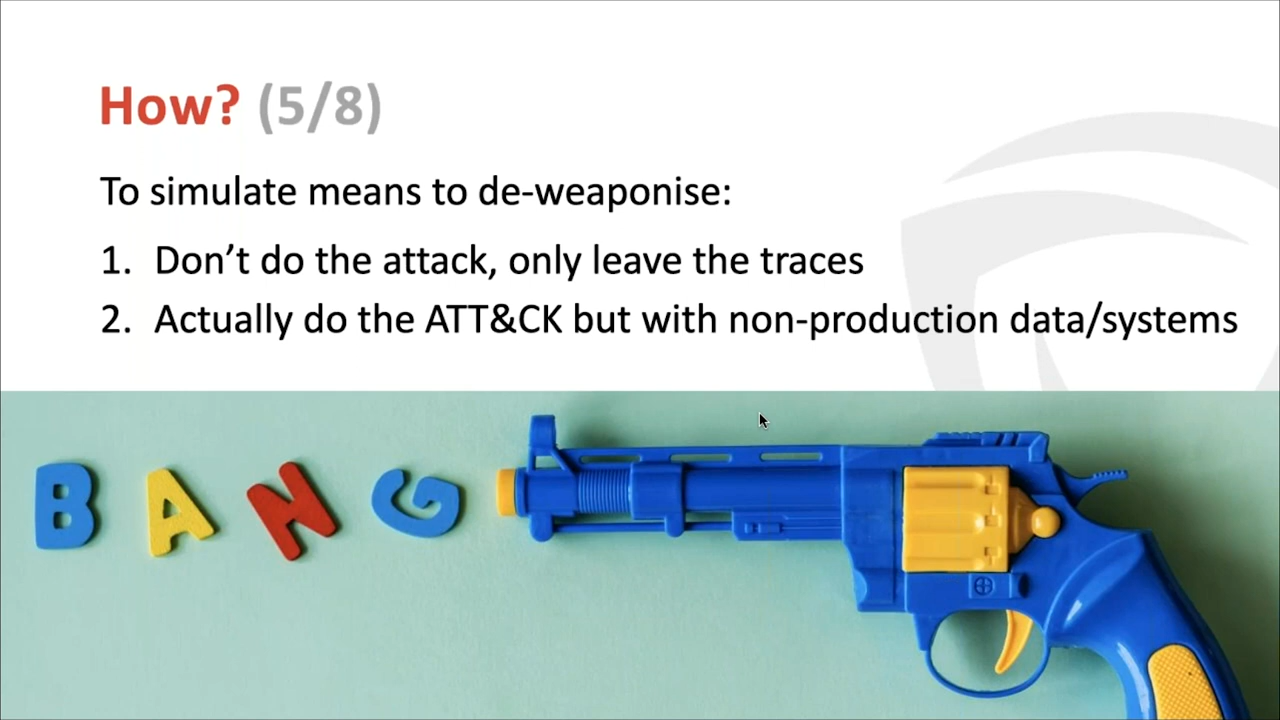 How? (5/8)
To simulate means to de-weaponise:
1. Don’t do the attack, only leave the traces
2. Actually do the ATT&CK but with non-production data/systems
BANG